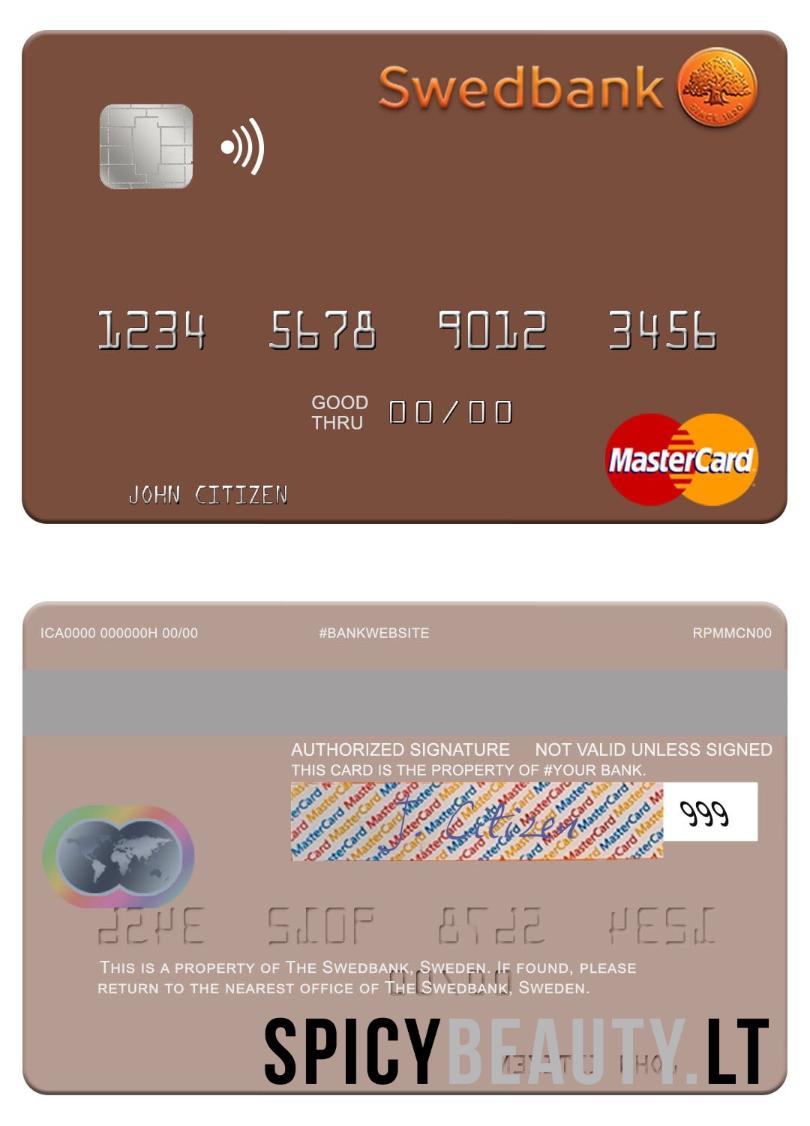 Swedbank
SINCE 1820
1234 5678 9012 3456
GOOD THRU 00/00
MasterCard
JOHN CITIZEN
ICA0000 000000H 00/00 #BANKWEBSITE RPMMCN00
AUTHORIZED SIGNATURE NOT VALID UNLESS SIGNED
THIS CARD IS THE PROPERTY OF #YOUR BANK.
J Citizen 999
THIS IS A PROPERTY OF THE SWEDBANK, SWEDEN. IF FOUND, PLEASE
RETURN TO THE NEAREST OFFICE OF THE SWEDBANK, SWEDEN.
SPICYBEAUTY.LT